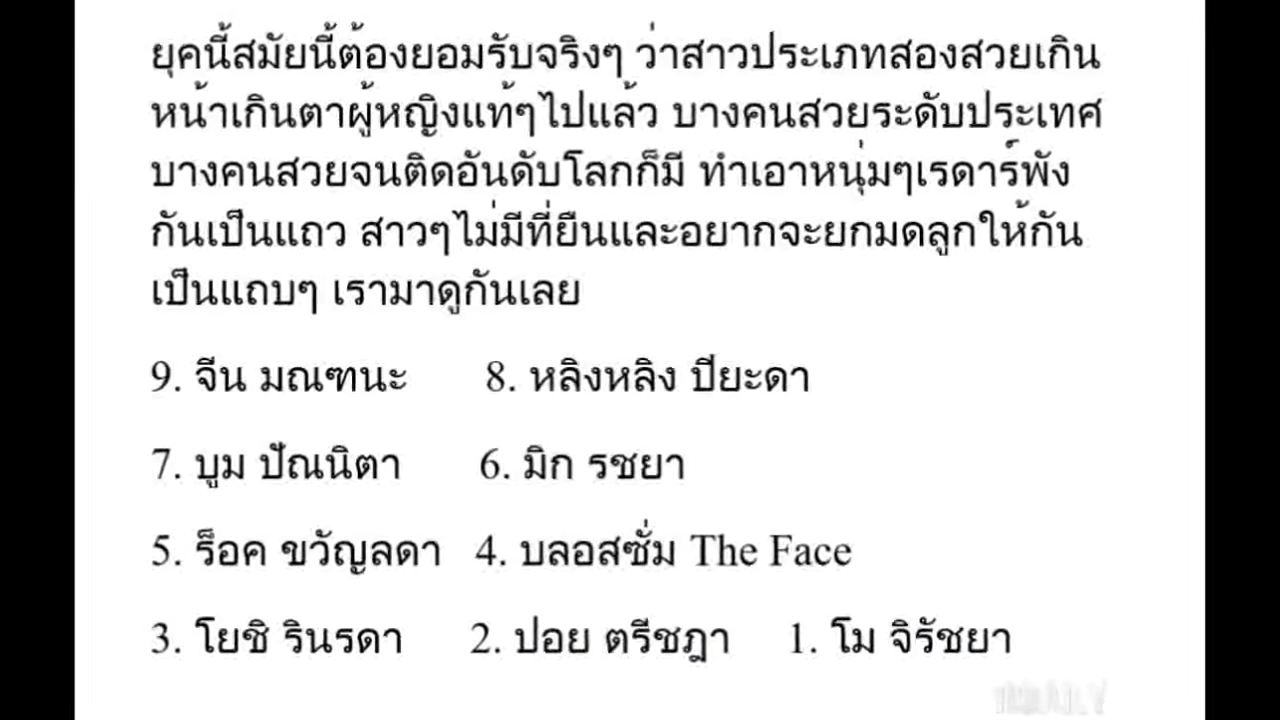 ยุคนี้สมัยนี้ต้องยอมรับจริงๆ ว่าสาวประเภทสองสวยเกิน
หน้าเกินตาผู้หญิงแท้ๆไปแล้ว บางคนสวยระดับประเทศ
บางคนสวยจนติดอันดับโลกก็มี ทำเอาหนุ่มๆเรดาร์พัง
กันเป็นแถว สาวๆไม่มีที่ยืนและอยากจะยกมดลูกให้กัน
เป็นแถบๆ เรามาดูกันเลย
9. จีน มณฑนะ 8. หลิงหลิง ปิยะดา
7. บูม ปัณนิตา 6. มิก รชยา
5. ร็อค ขวัญลดา 4. บลอสซั่ม The Face
3. โยชิ รินรดา 2. ปอย ตรีชฎา 1. โม จิรัชยา